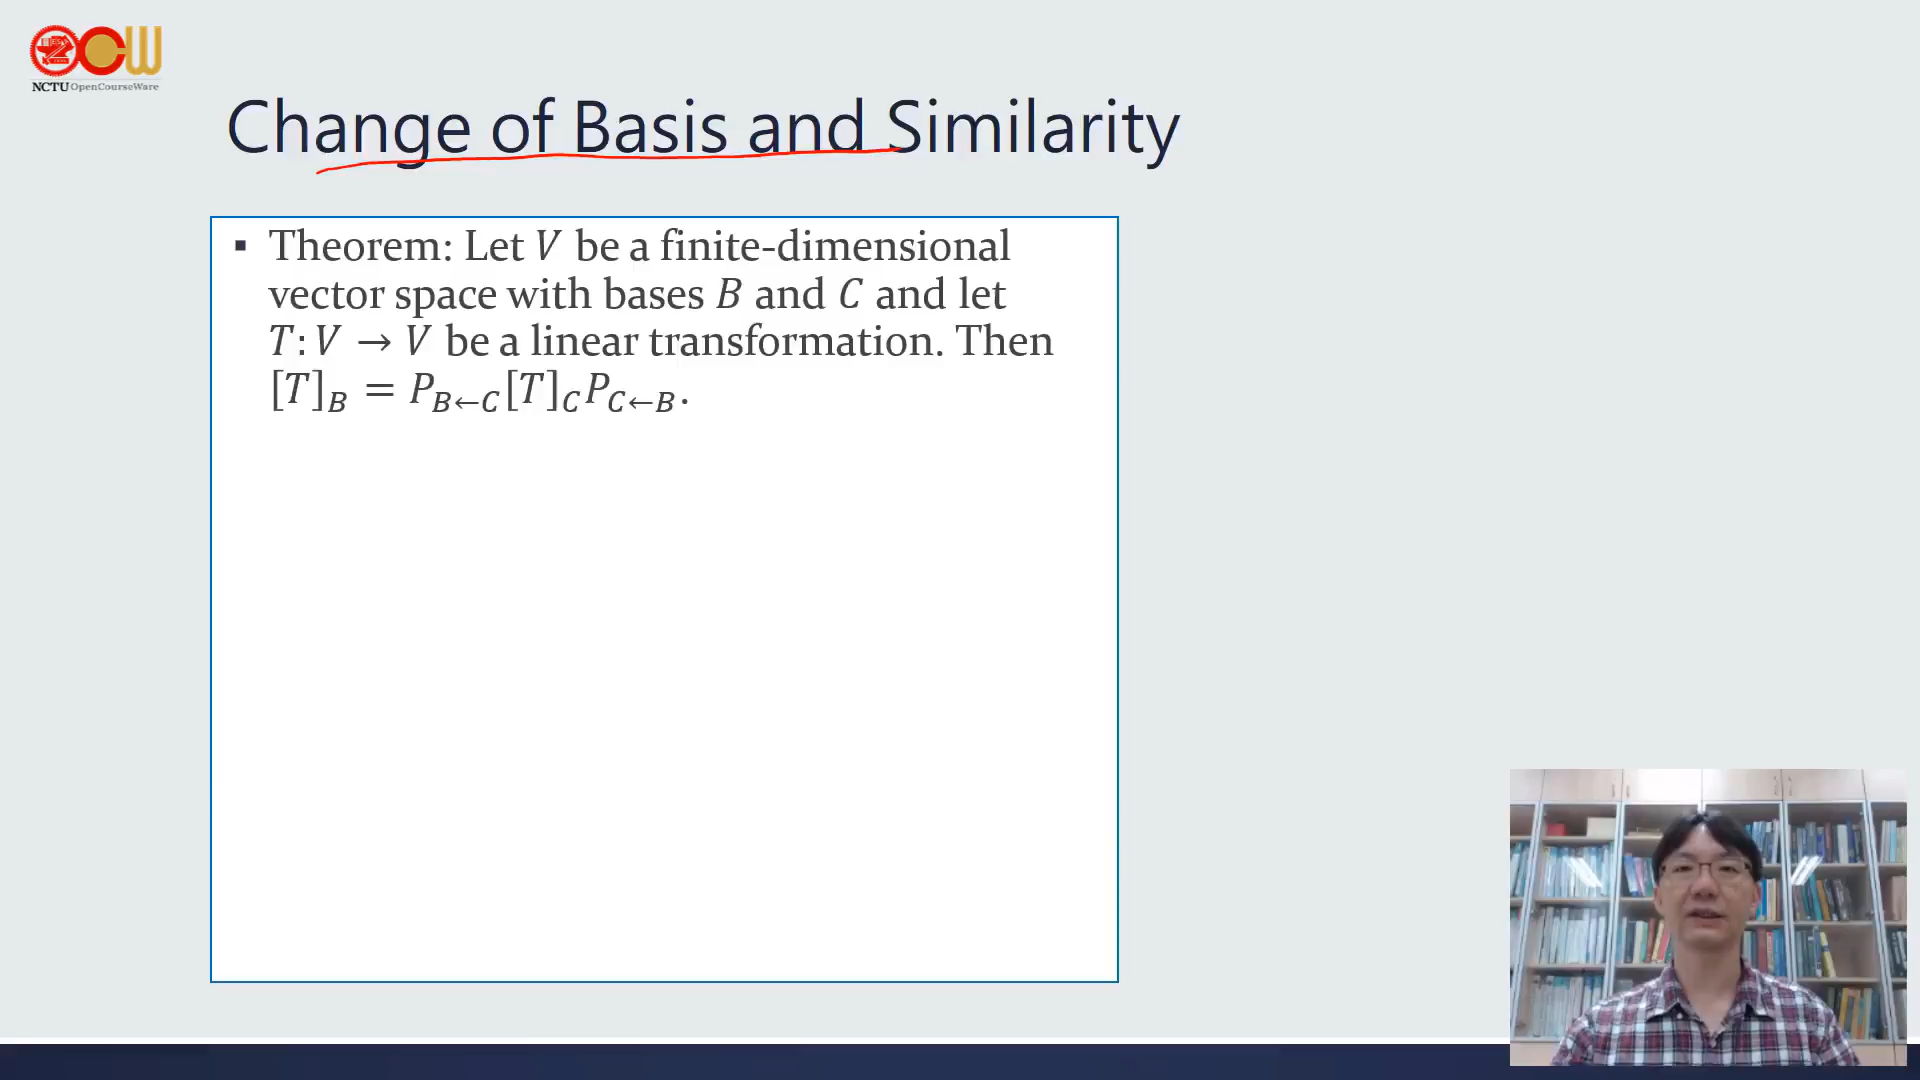 NCTU OpenCourseWare
Change of Basis and Similarity
▪ Theorem: Let V be a finite-dimensional
vector space with bases B and C and let
T: V → V be a linear transformation. Then
[T]_B = P_{B←C}[T]_C P_{C←B}.